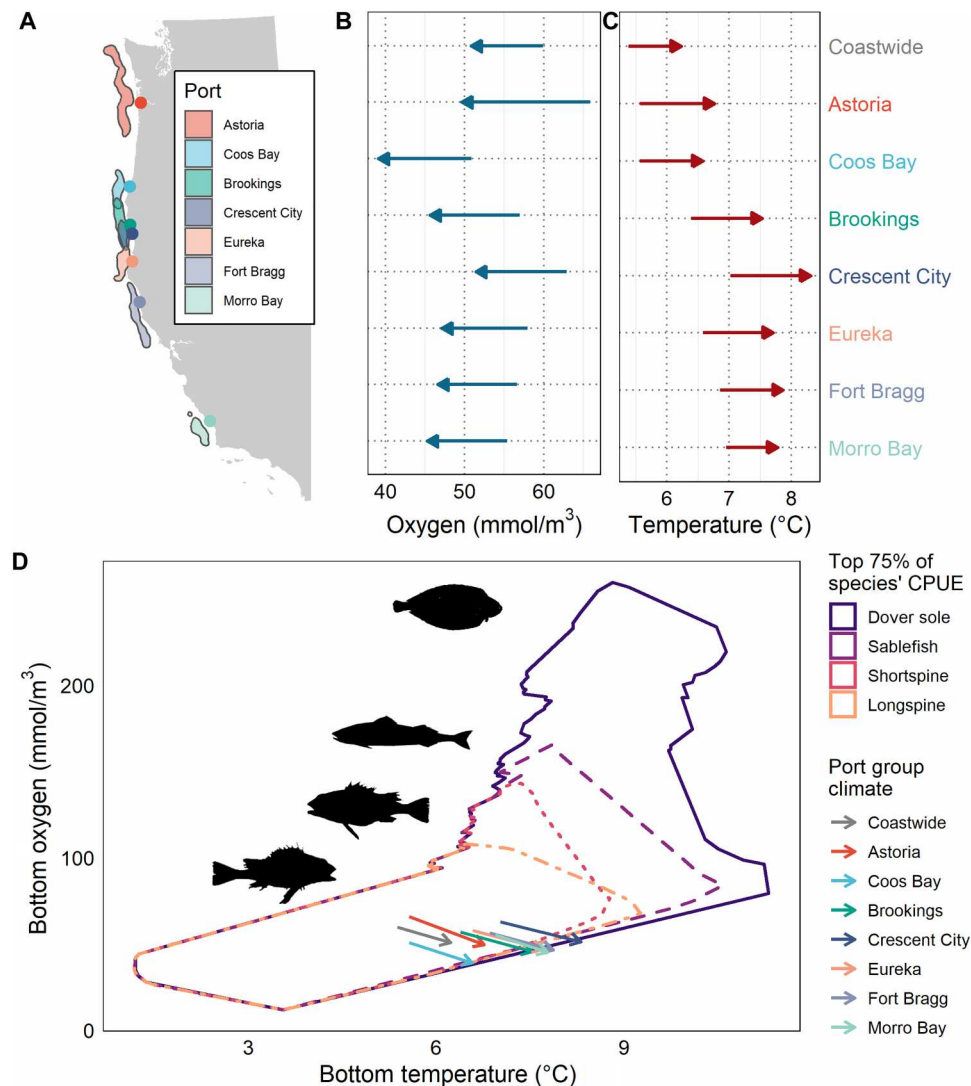 A
Port
Astoria
Coos Bay
Brookings
Crescent City
Eureka
Fort Bragg
Morro Bay
B
40 50 60
Oxygen (mmol/m³)
C
6 7 8
Temperature (°C)
Coastwide
Astoria
Coos Bay
Brookings
Crescent City
Eureka
Fort Bragg
Morro Bay
D
Bottom oxygen (mmol/m³)
200
100
0
3 6 9
Bottom temperature (°C)
Top 75% of
species' CPUE
Dover sole
Sablefish
Shortspine
Longspine
Port group
climate
Coastwide
Astoria
Coos Bay
Brookings
Crescent City
Eureka
Fort Bragg
Morro Bay